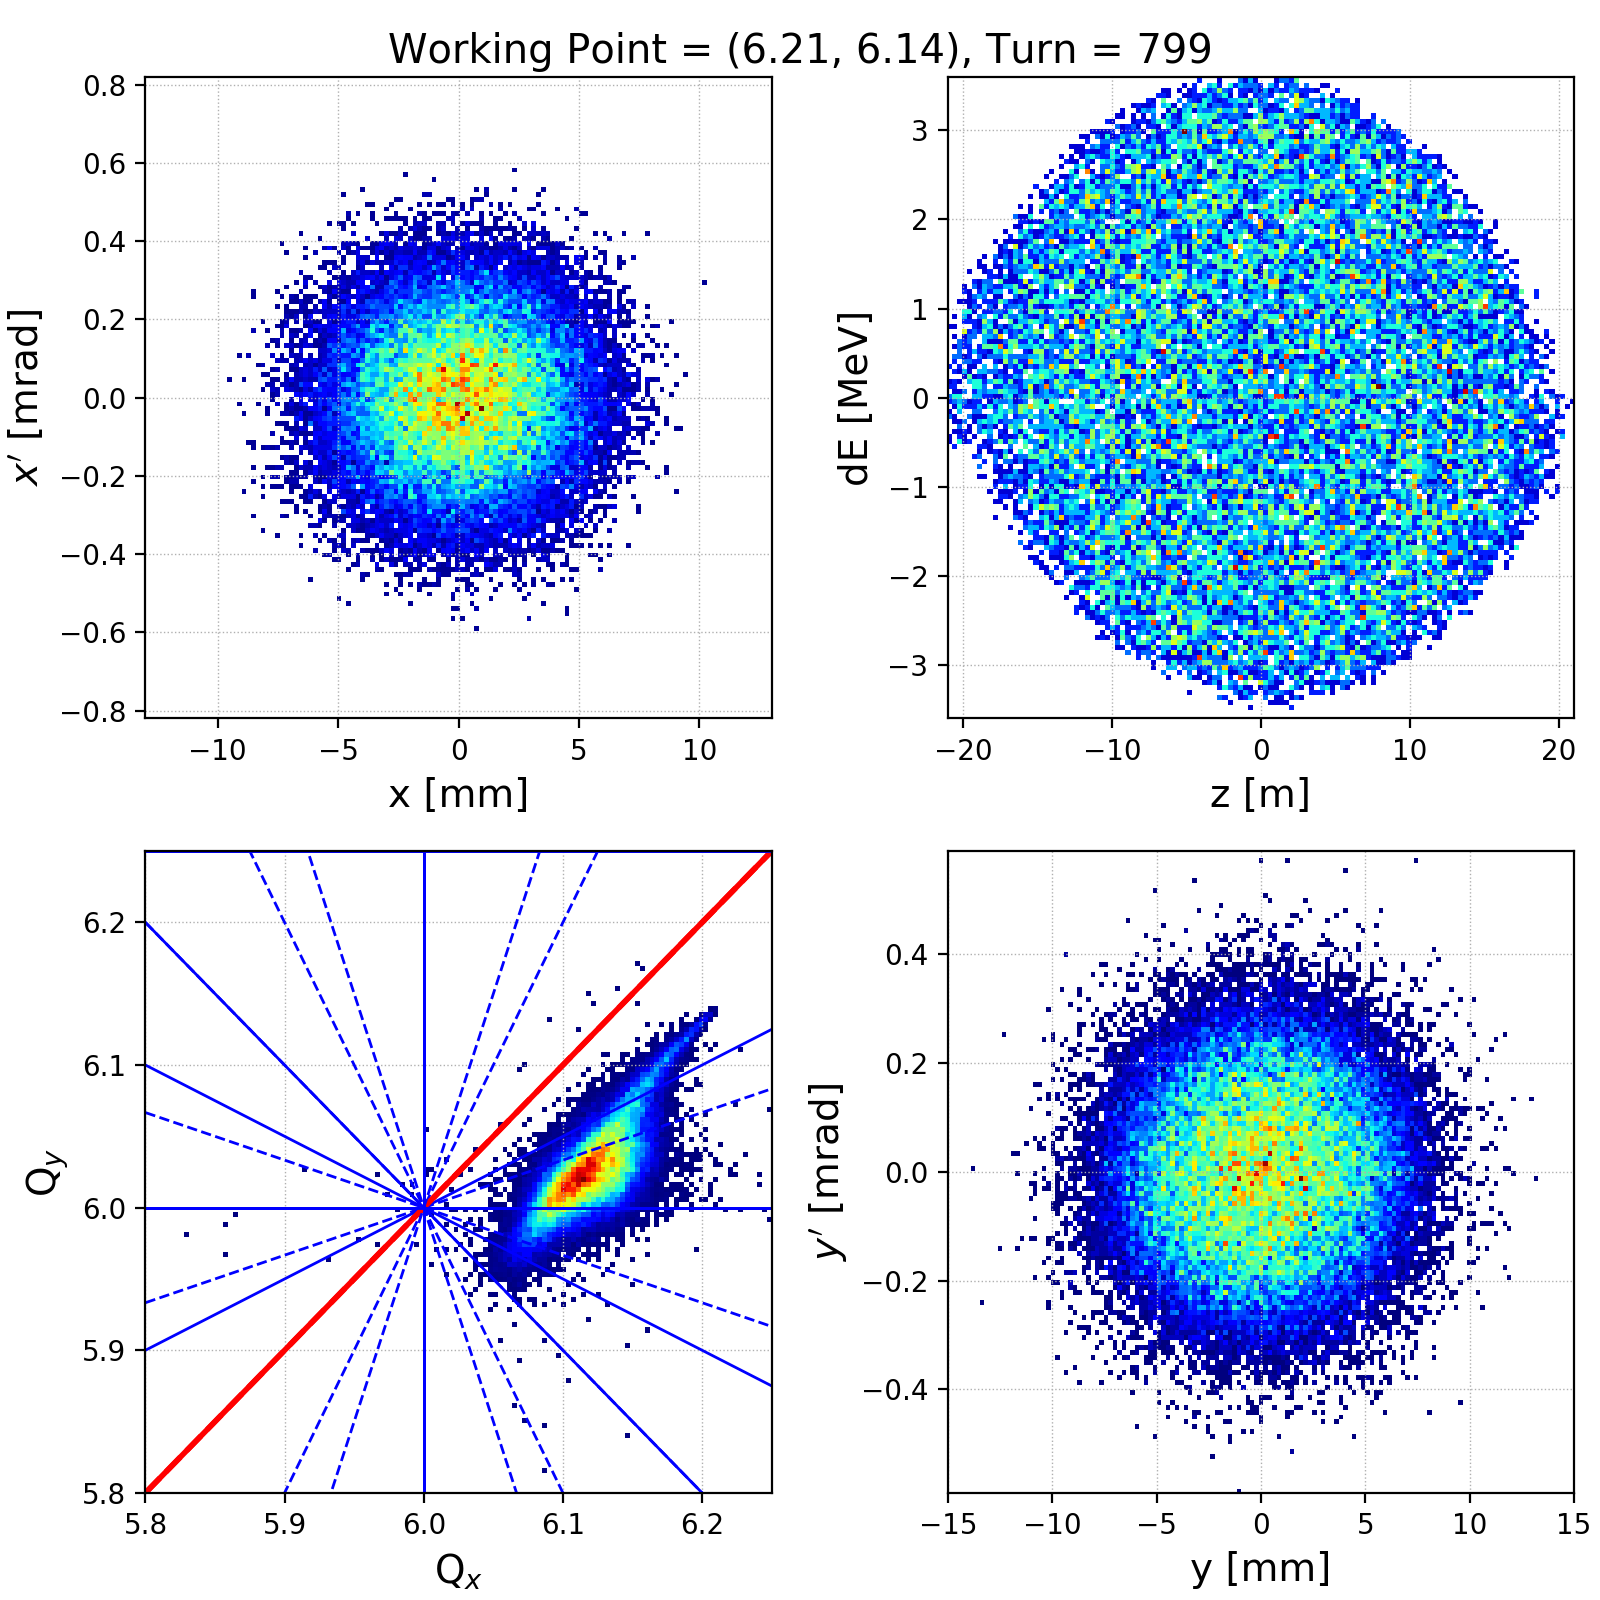 Working Point = (6.21, 6.14), Turn = 799
0.8
0.6
0.4
0.2
0.0
−0.2
−0.4
−0.6
−0.8
x′ [mrad]
−10 −5 0 5 10
x [mm]
3
2
1
0
−1
−2
−3
dE [MeV]
−20 −10 0 10 20
z [m]
6.2
6.1
6.0
5.9
5.8
Qy
5.8 5.9 6.0 6.1 6.2
Qx
0.4
0.2
0.0
−0.2
−0.4
y′ [mrad]
−15 −10 −5 0 5 10 15
y [mm]